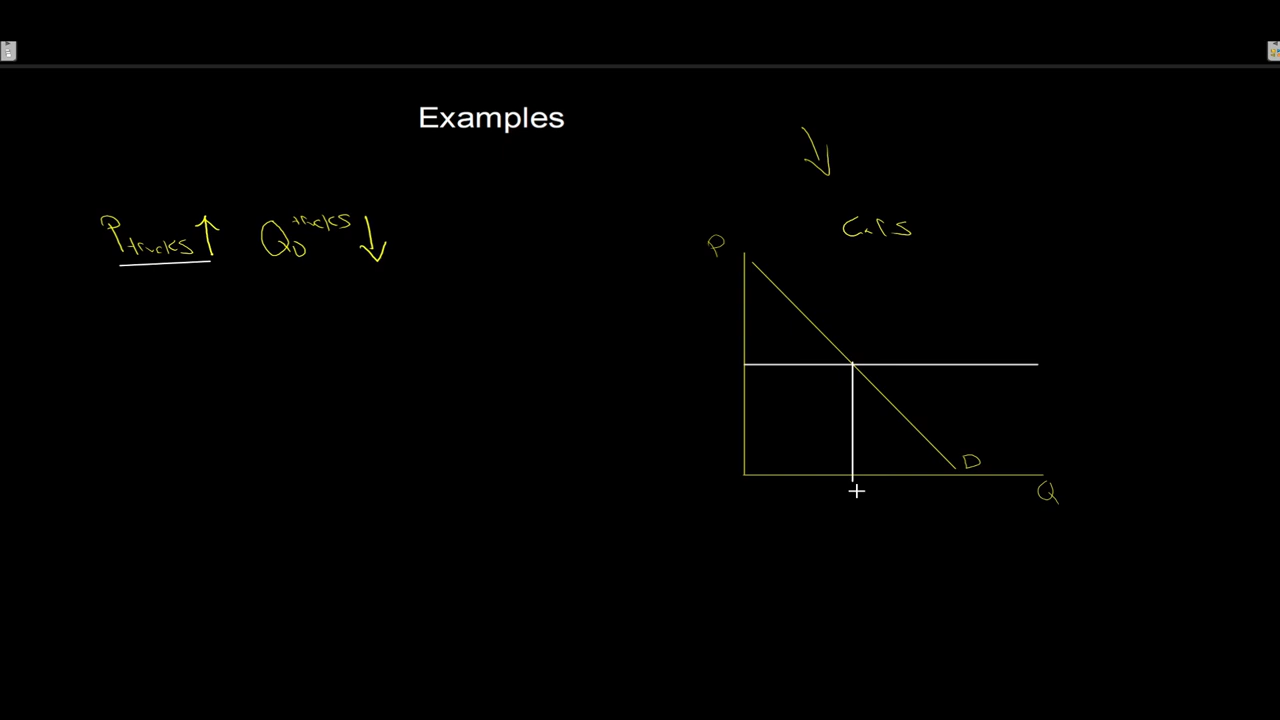 Examples
P trucks ↑ Q D trucks ↓
↓
Cars
P
D
Q